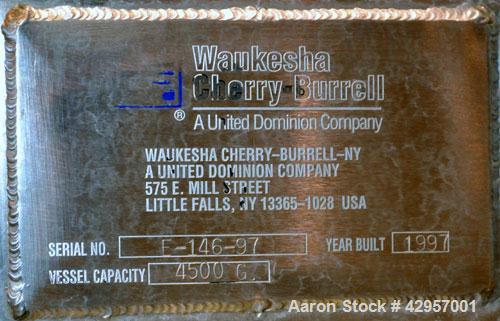 Waukesha
Cherry-Burrell
®
A United Dominion Company
WAUKESHA CHERRY-BURRELL-NY
A UNITED DOMINION COMPANY
575 E. MILL STREET
LITTLE FALLS, NY 13365-1028 USA
SERIAL NO. E-146-97 YEAR BUILT 1997
VESSEL CAPACITY 4500 G.
Aaron Stock # 42957001